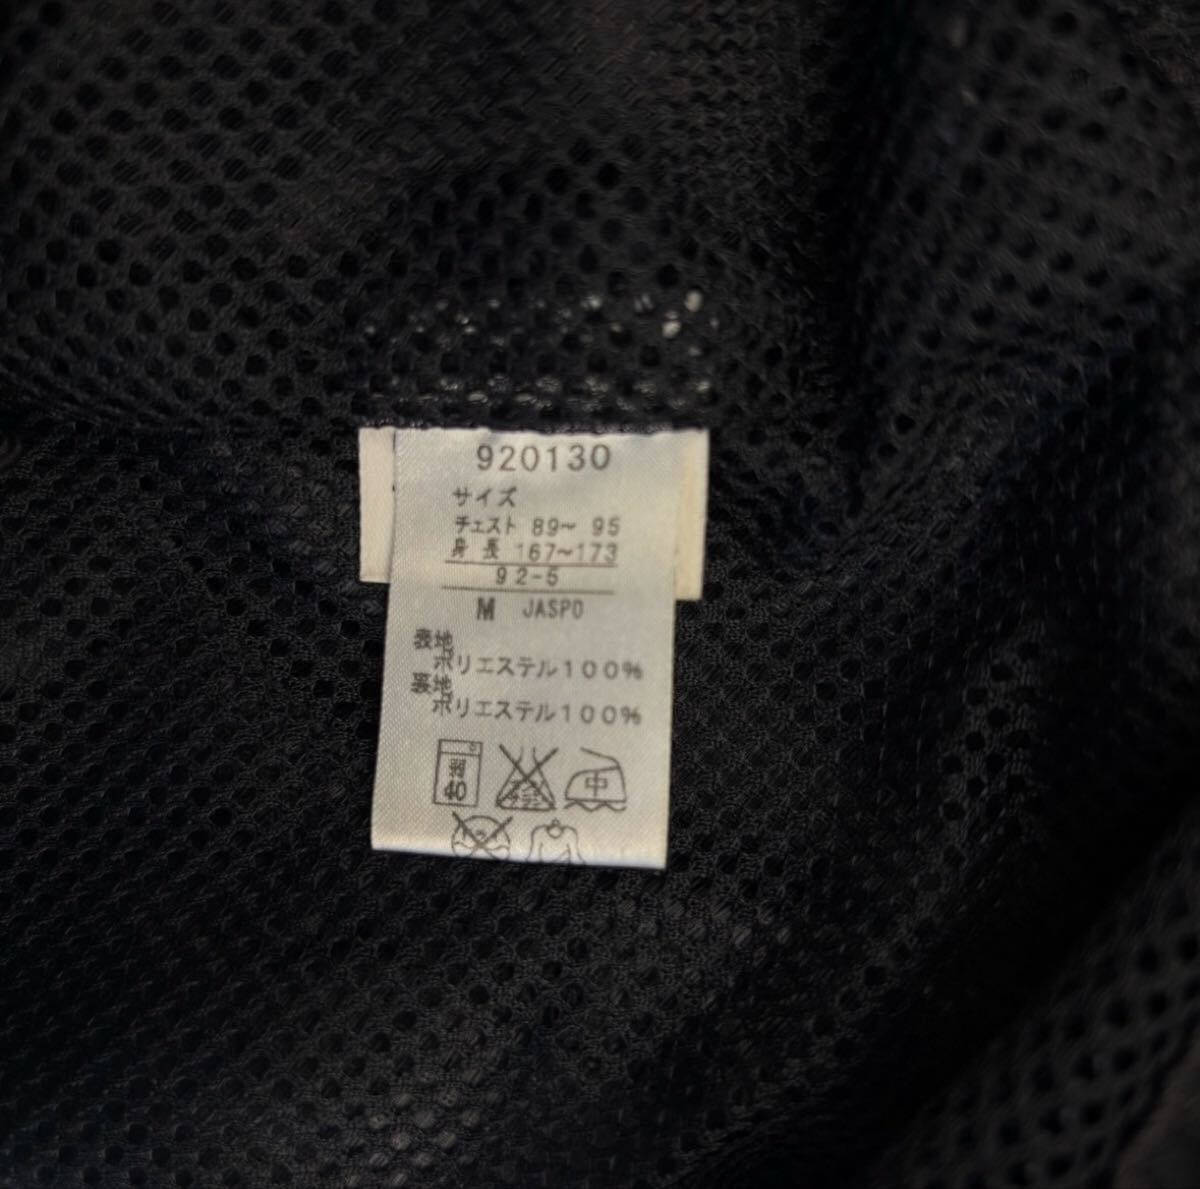 920130
サイズ
チェスト 89～ 95
身 長 167～173
92-5
M JASPO
表地
ポリエステル１００％
裏地
ポリエステル１００％
弱
40
中